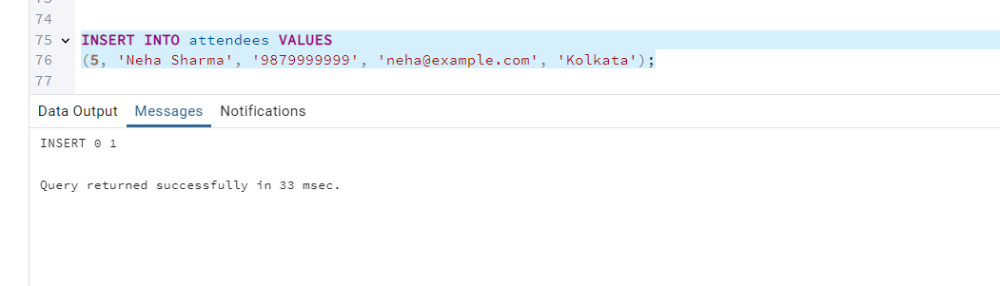 73
74
75 INSERT INTO attendees VALUES
76 (5, 'Neha Sharma', '9879999999', 'neha@example.com', 'Kolkata');
77
Data Output Messages Notifications
INSERT 0 1
Query returned successfully in 33 msec.